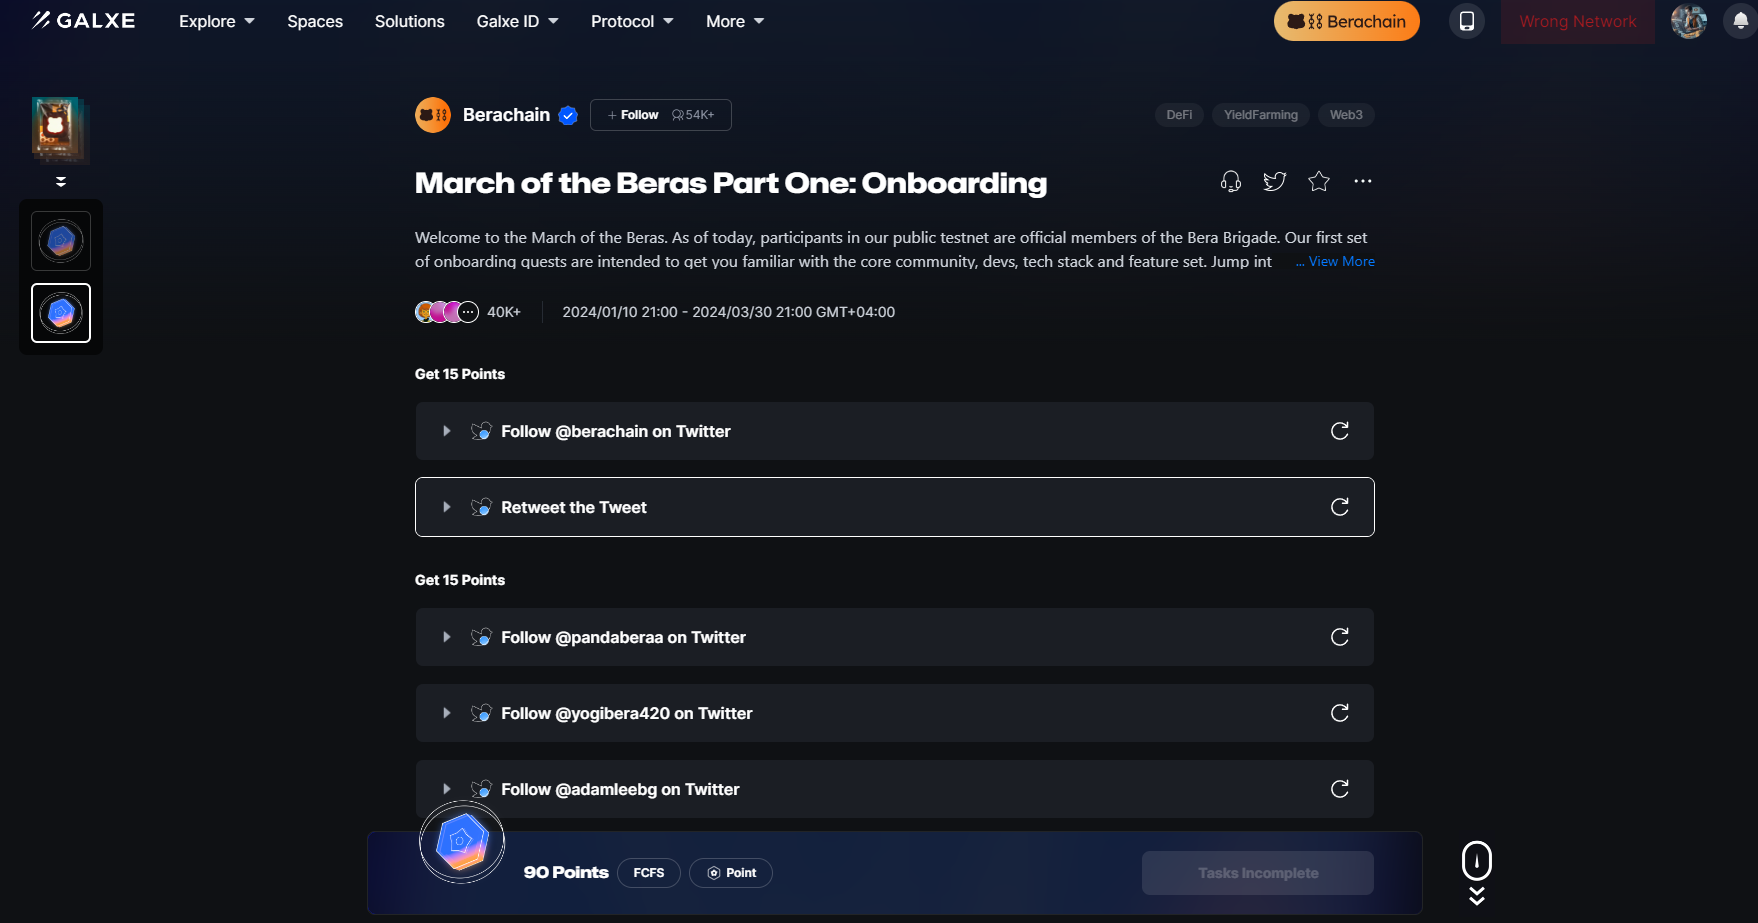 GALXE
Explore
Spaces
Solutions
Galxe ID
Protocol
More
Berachain
Wrong Network
Berachain
+ Follow 54K+
DeFi
YieldFarming
Web3
March of the Beras Part One: Onboarding
Welcome to the March of the Beras. As of today, participants in our public testnet are official members of the Bera Brigade. Our first set
of onboarding quests are intended to get you familiar with the core community, devs, tech stack and feature set. Jump int ... View More
40K+
2024/01/10 21:00 - 2024/03/30 21:00 GMT+04:00
Get 15 Points
Follow @berachain on Twitter
Retweet the Tweet
Get 15 Points
Follow @pandaberaa on Twitter
Follow @yogibera420 on Twitter
Follow @adamleebg on Twitter
90 Points
FCFS
Point
Tasks Incomplete